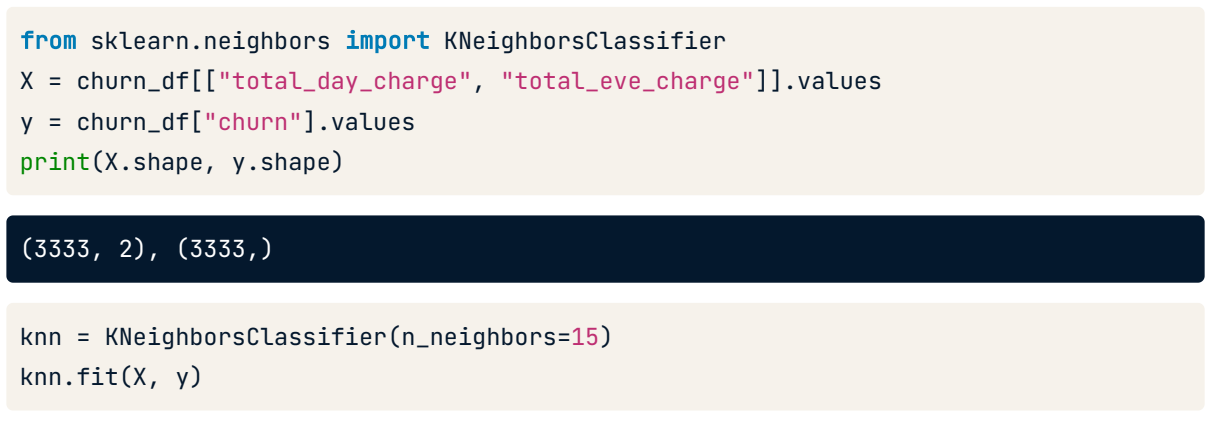 from sklearn.neighbors import KNeighborsClassifier
X = churn_df[["total_day_charge", "total_eve_charge"]].values
y = churn_df["churn"].values
print(X.shape, y.shape)
(3333, 2), (3333,)
knn = KNeighborsClassifier(n_neighbors=15)
knn.fit(X, y)